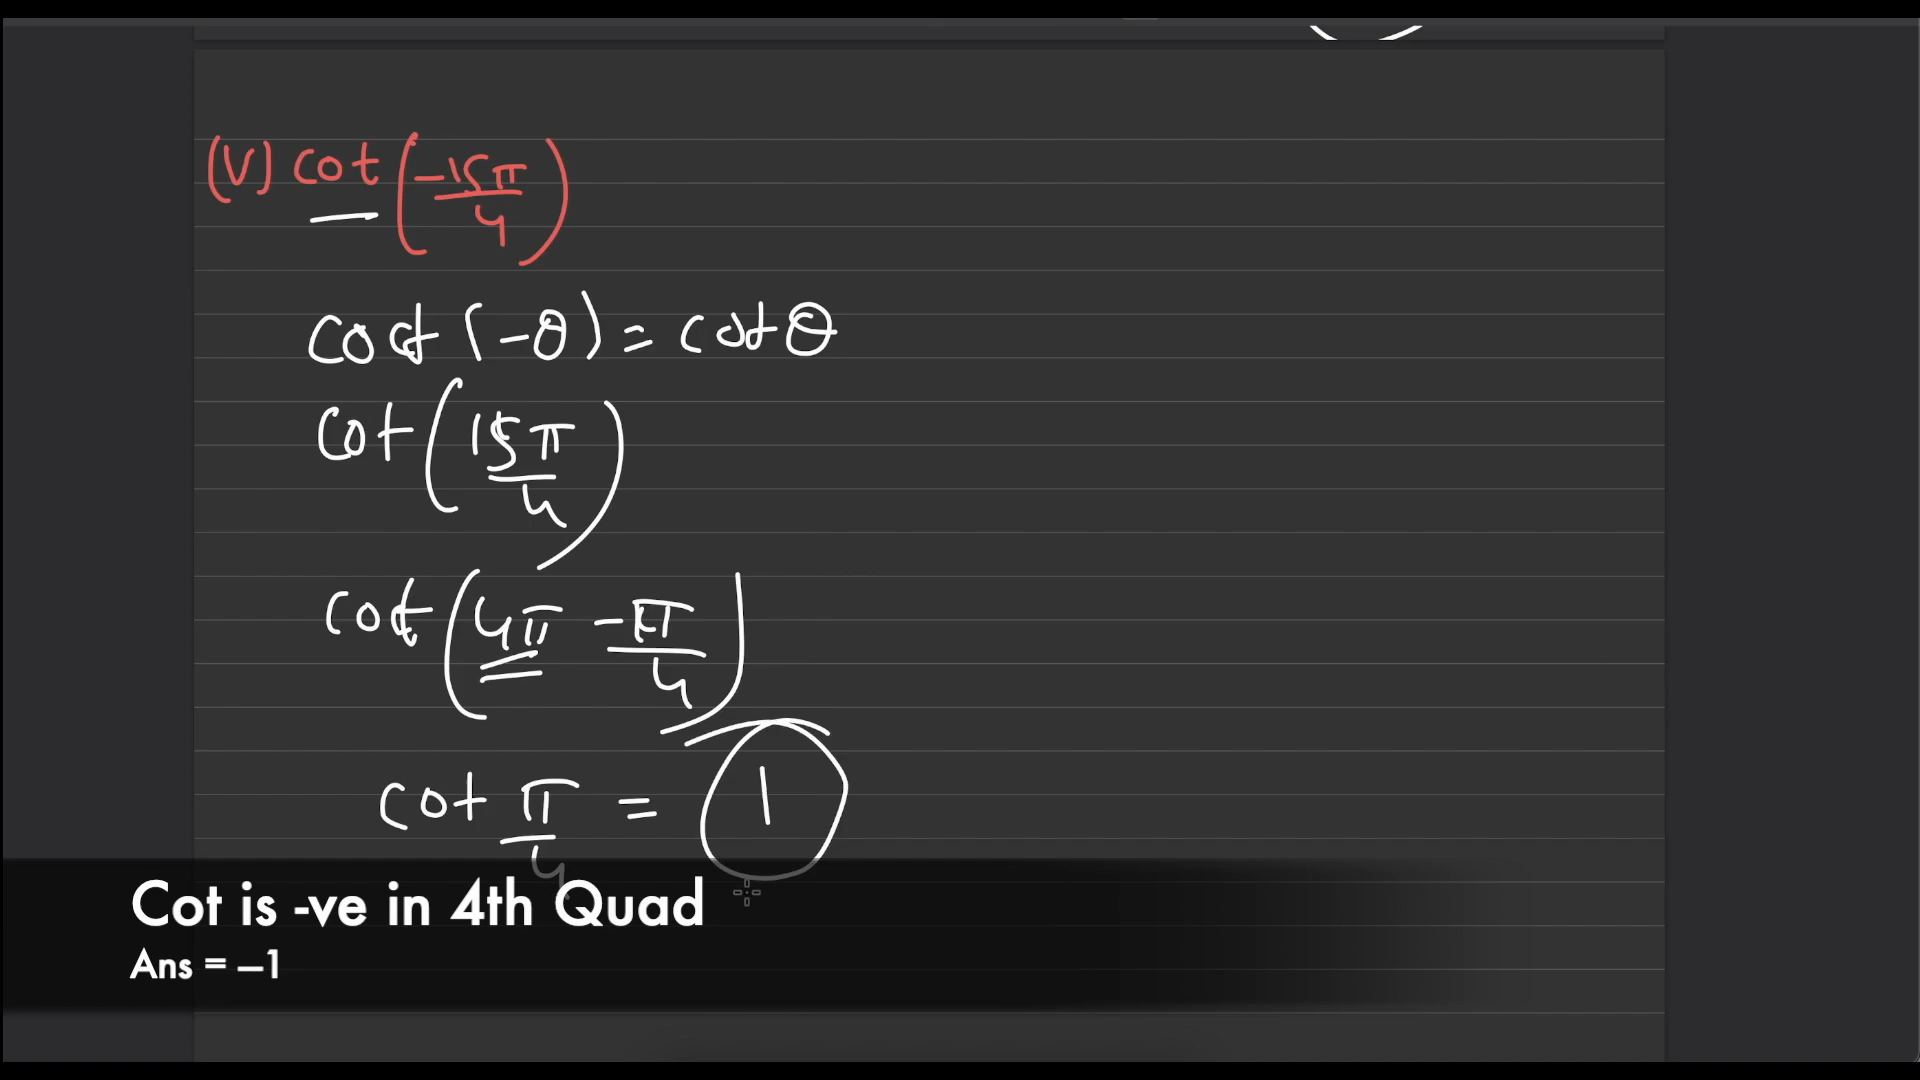 (V) cot (-15π/4)
cot (-θ) = cot θ
cot (15π/4)
cot (4π - π/4)
cot π/4 = 1
Cot is -ve in 4th Quad
Ans = –1